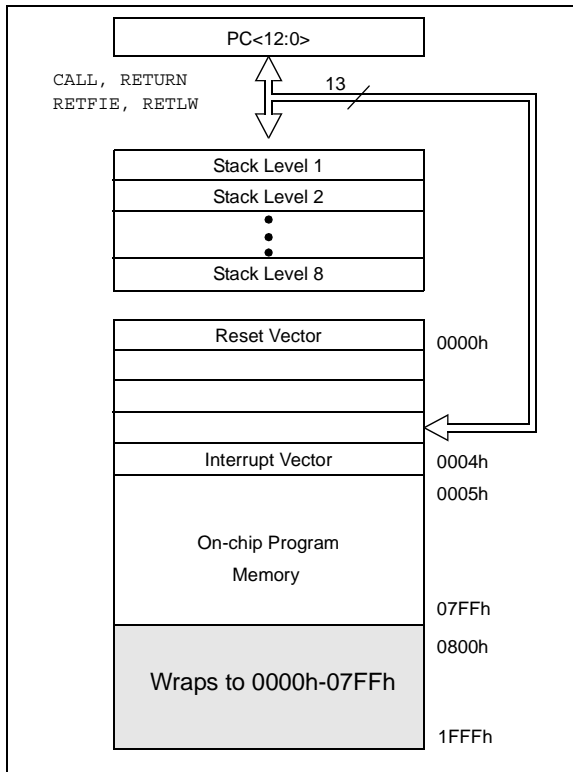 PC<12:0>
CALL, RETURN
RETFIE, RETLW
13
Stack Level 1
Stack Level 2
Stack Level 8
Reset Vector
0000h
Interrupt Vector
0004h
0005h
On-chip Program
Memory
07FFh
0800h
Wraps to 0000h-07FFh
1FFFh